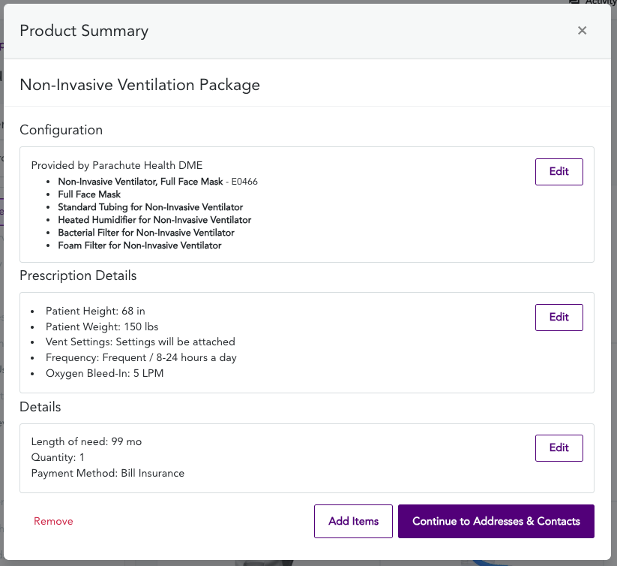 Activity
Product Summary
×
Non-Invasive Ventilation Package
Configuration
Provided by Parachute Health DME
Edit
• Non-Invasive Ventilator, Full Face Mask - E0466
• Full Face Mask
• Standard Tubing for Non-Invasive Ventilator
• Heated Humidifier for Non-Invasive Ventilator
• Bacterial Filter for Non-Invasive Ventilator
• Foam Filter for Non-Invasive Ventilator
Prescription Details
• Patient Height: 68 in
Edit
• Patient Weight: 150 lbs
• Vent Settings: Settings will be attached
• Frequency: Frequent / 8-24 hours a day
• Oxygen Bleed-In: 5 LPM
Details
Length of need: 99 mo
Edit
Quantity: 1
Payment Method: Bill Insurance
Remove
Add Items
Continue to Addresses & Contacts